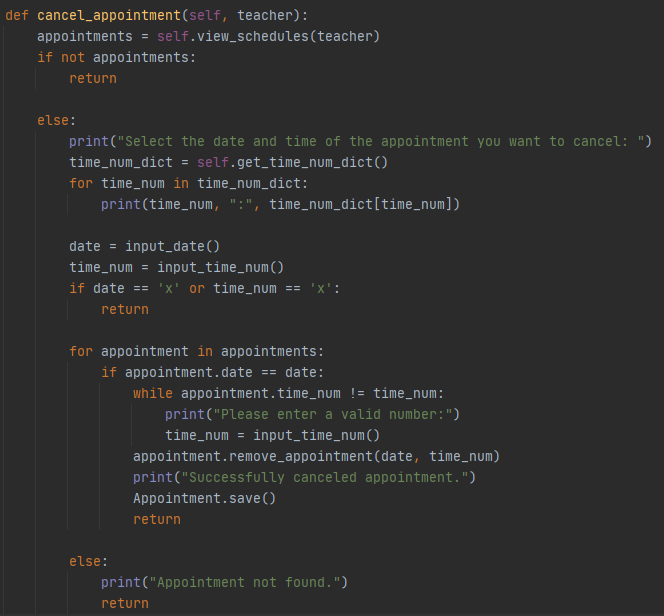 def cancel_appointment(self, teacher):
    appointments = self.view_schedules(teacher)
    if not appointments:
        return

    else:
        print("Select the date and time of the appointment you want to cancel: ")
        time_num_dict = self.get_time_num_dict()
        for time_num in time_num_dict:
            print(time_num, ":", time_num_dict[time_num])

        date = input_date()
        time_num = input_time_num()
        if date == 'x' or time_num == 'x':
            return

        for appointment in appointments:
            if appointment.date == date:
                while appointment.time_num != time_num:
                    print("Please enter a valid number:")
                    time_num = input_time_num()
                appointment.remove_appointment(date, time_num)
                print("Successfully canceled appointment.")
                Appointment.save()
                return

        else:
            print("Appointment not found.")
            return